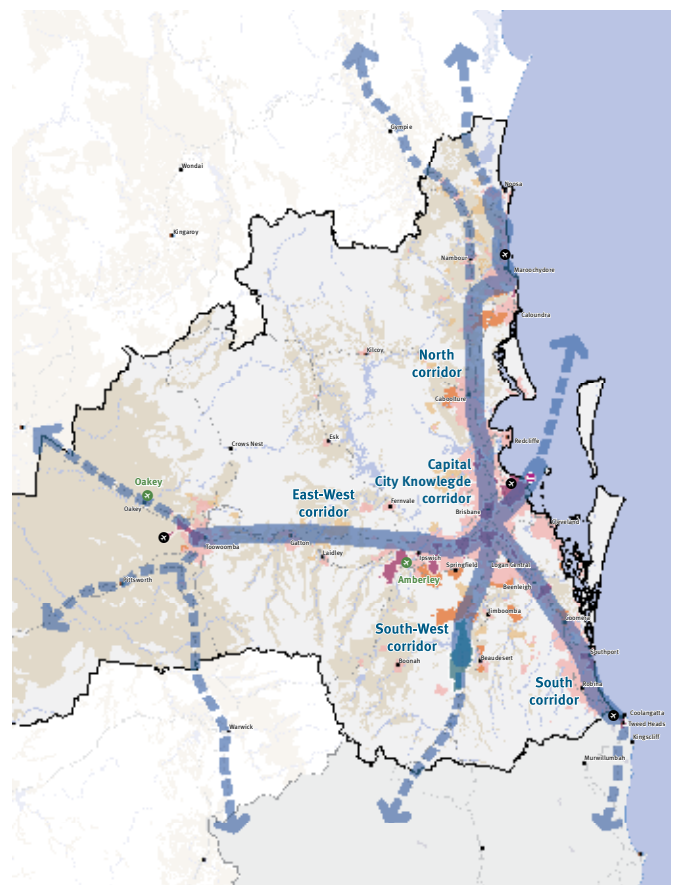 Gympie
Wondai
Noosa
Kingaroy
Nambour
Maroochydore
Caloundra
North
corridor
Kilcoy
Caboolture
Esk
Redcliffe
Crows Nest
Capital
City Knowlegde
corridor
Oakey
East-West
corridor
Fernvale
Oakey
Brisbane
Cleveland
Toowoomba
Gatton
Laidley
Ipswich
Springfield
Logan Central
Amberley
Pittsworth
Beenleigh
Jimboomba
Coomera
South-West
corridor
Boonah
Beaudesert
Southport
South
corridor
Robina
Coolangatta
Tweed Heads
Warwick
Kingscliff
Murwillumbah